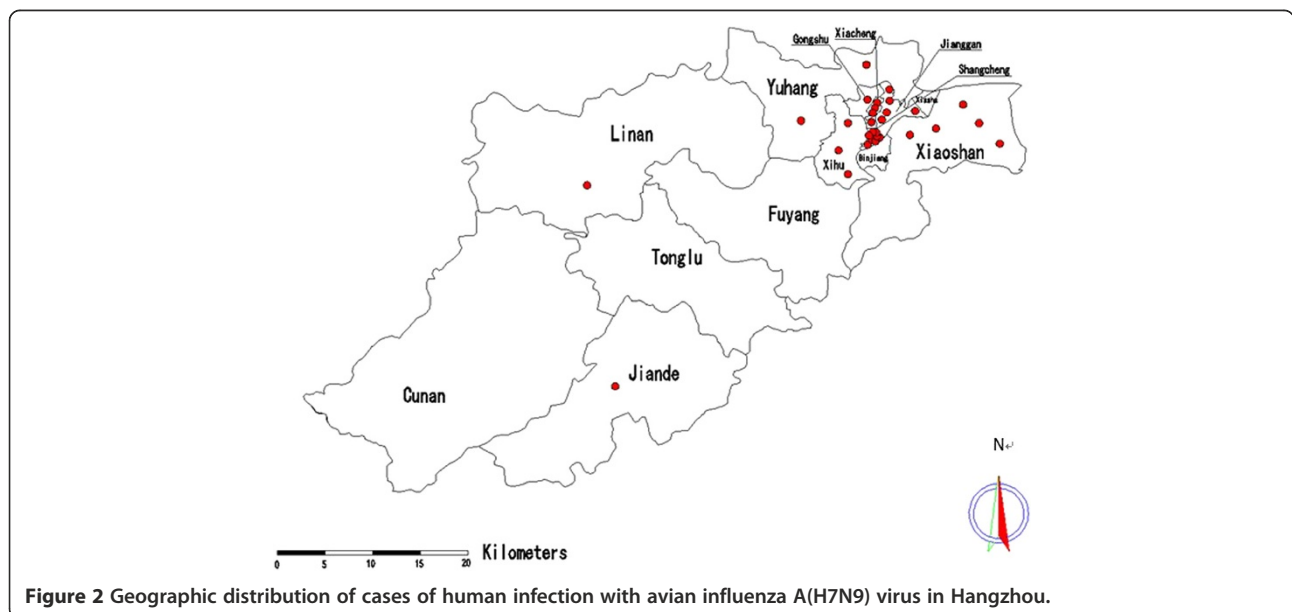 Xiacheng
Gongshu
Jianggan
Shangcheng
Yuhang
Xiasha
Linan
Xihu
Binjiang
Xiaoshan
Fuyang
Tonglu
Jiande
Cunan
N↵
Kilometers
0 5 10 15 20
Figure 2 Geographic distribution of cases of human infection with avian influenza A(H7N9) virus in Hangzhou.